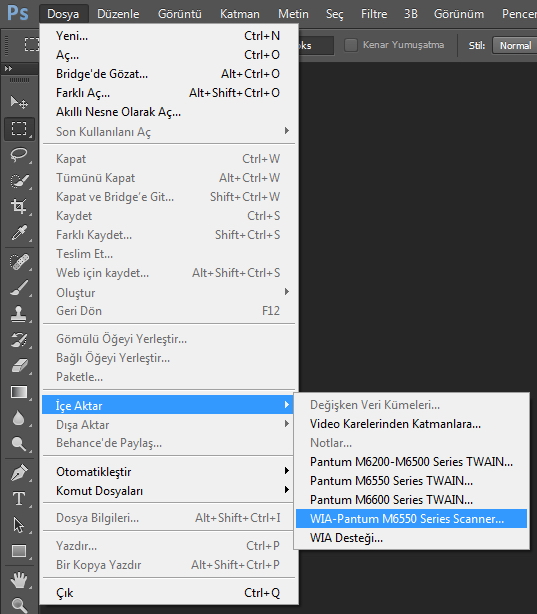 Ps Dosya Düzenle Görüntü Katman Metin Seç Filtre 3B Görünüm Pencer
Kenar Yumuşatma Stil: Normal
Yeni... Ctrl+N
Aç... Ctrl+O
Bridge'de Gözat... Alt+Ctrl+O
Farklı Aç... Alt+Shift+Ctrl+O
Akıllı Nesne Olarak Aç...
Son Kullanılanı Aç
Kapat Ctrl+W
Tümünü Kapat Alt+Ctrl+W
Kapat ve Bridge'e Git... Shift+Ctrl+W
Kaydet Ctrl+S
Farklı Kaydet... Shift+Ctrl+S
Teslim Et...
Web için kaydet... Alt+Shift+Ctrl+S
Oluştur
Geri Dön F12
Gömülü Öğeyi Yerleştir...
Bağlı Öğeyi Yerleştir...
Paketle...
İçe Aktar
Dışa Aktar
Behance'de Paylaş...
Otomatikleştir
Komut Dosyaları
Dosya Bilgileri... Alt+Shift+Ctrl+I
Yazdır... Ctrl+P
Bir Kopya Yazdır Alt+Shift+Ctrl+P
Çık Ctrl+Q
Değişken Veri Kümeleri...
Video Karelerinden Katmanlara...
Notlar...
Pantum M6200-M6500 Series TWAIN...
Pantum M6550 Series TWAIN...
Pantum M6600 Series TWAIN...
WIA-Pantum M6550 Series Scanner...
WIA Desteği...